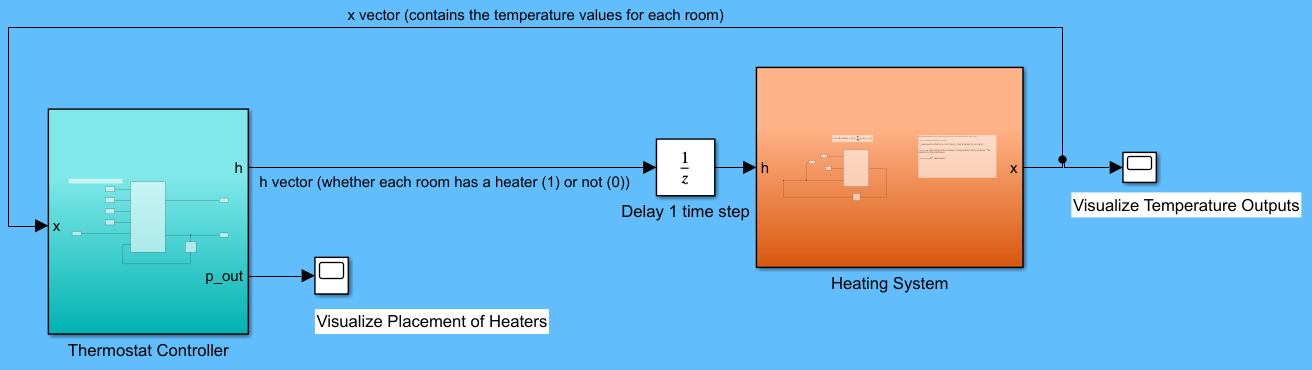 x vector (contains the temperature values for each room)
h
h vector (whether each room has a heater (1) or not (0))
x
p_out
Visualize Placement of Heaters
Thermostat Controller
1
z
Delay 1 time step
h
x
Heating System
Visualize Temperature Outputs